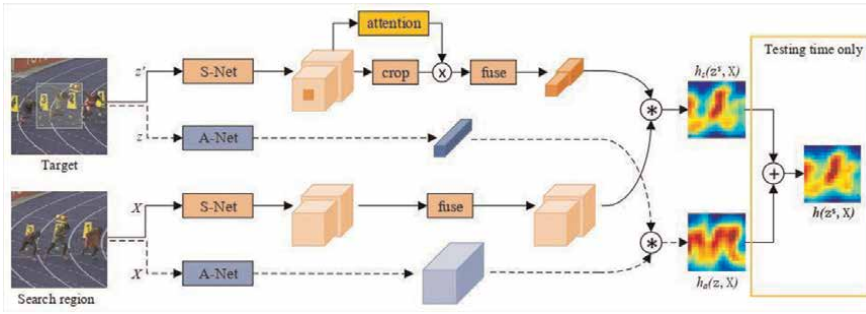 attention
Testing time only
z^s
S-Net
crop
x
fuse
h_s(z^s, X)
z
A-Net
Target
h(z^s, X)
X
S-Net
fuse
X
A-Net
h_a(z, X)
Search region